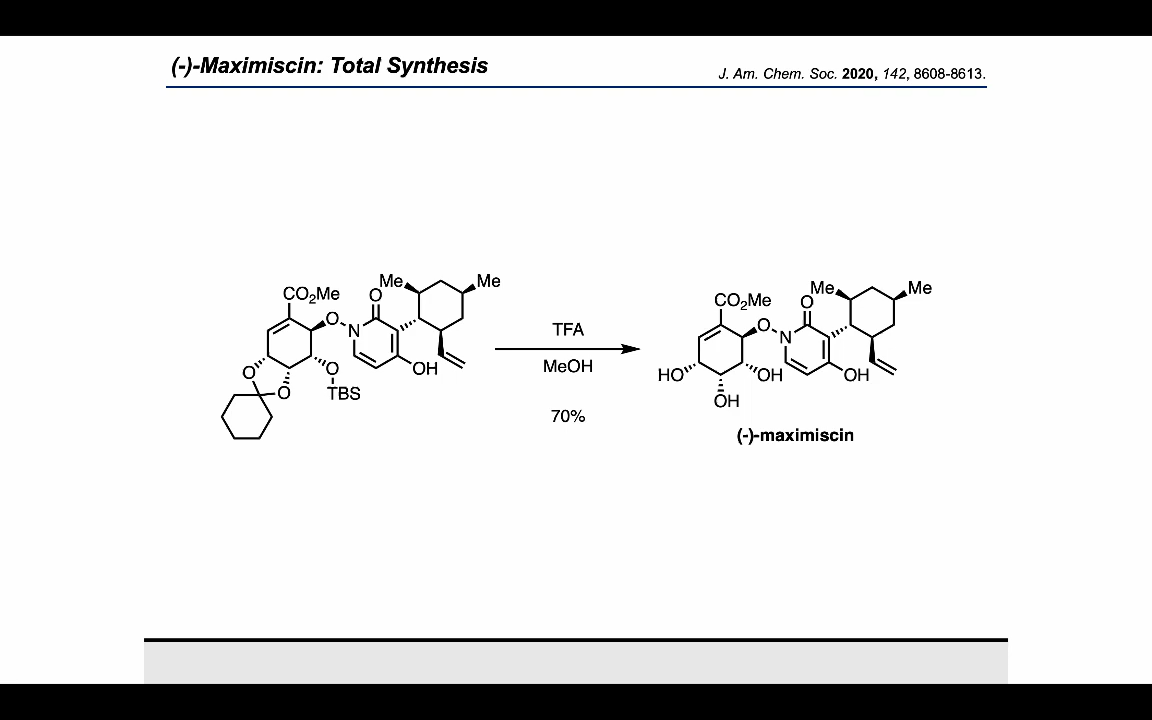 (-)-Maximiscin: Total Synthesis
J. Am. Chem. Soc. 2020, 142, 8608-8613.
Me
Me
CO2Me
O
O
N
O
O
O
OH
TBS
TFA
MeOH
70%
Me
Me
CO2Me
O
O
N
HO
OH
OH
OH
(-)-maximiscin